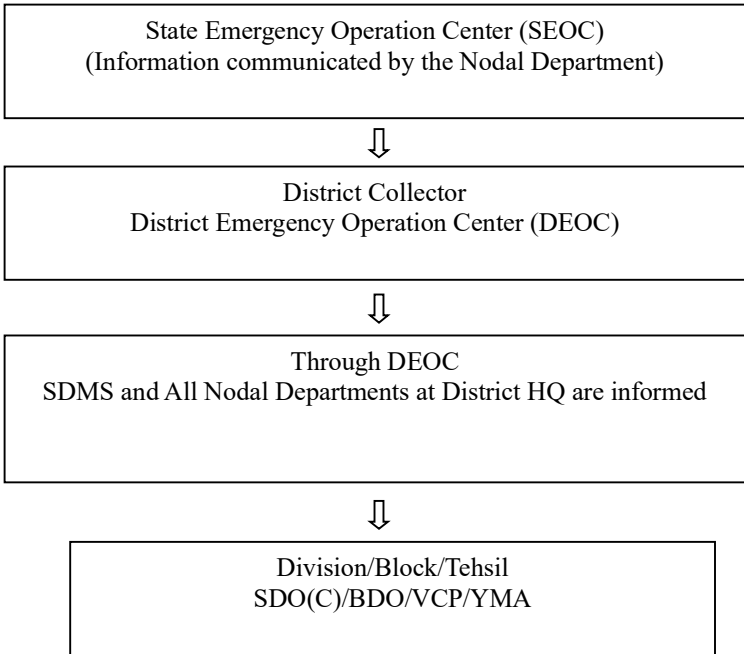 State Emergency Operation Center (SEOC)
(Information communicated by the Nodal Department)
District Collector
District Emergency Operation Center (DEOC)
Through DEOC
SDMS and All Nodal Departments at District HQ are informed
Division/Block/Tehsil
SDO(C)/BDO/VCP/YMA